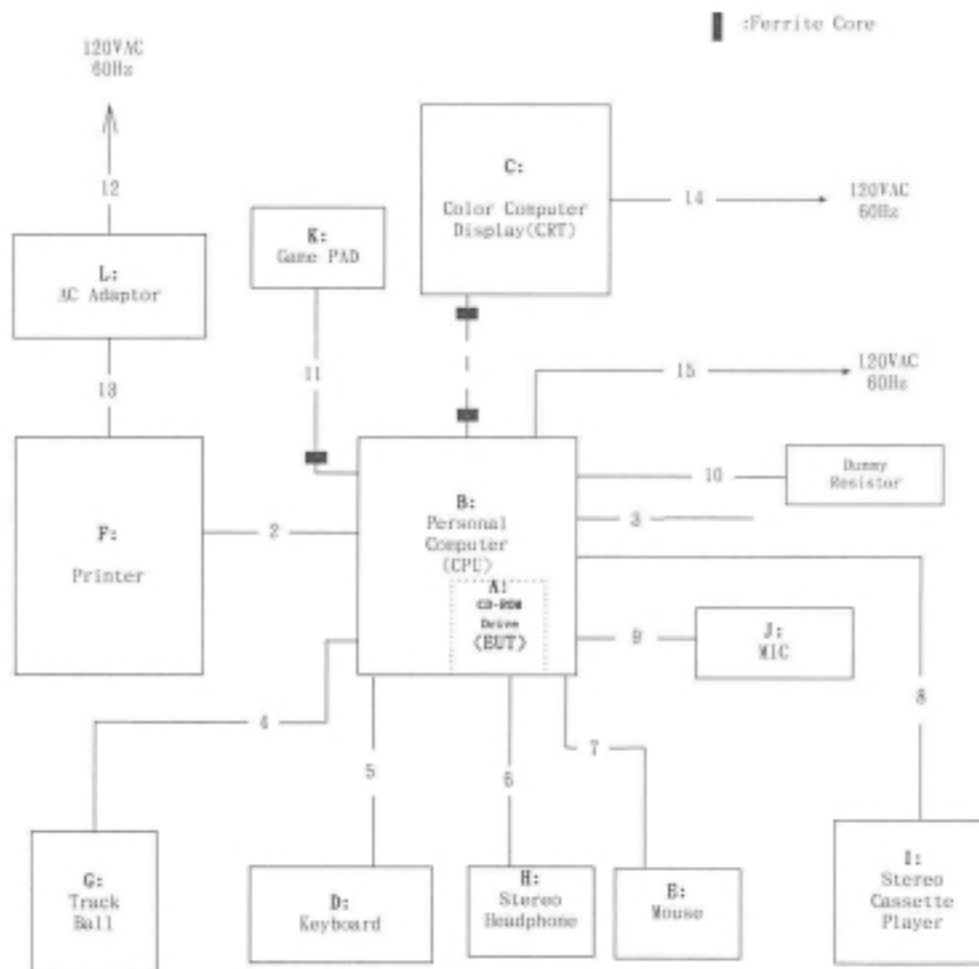 :Ferrite Core
120VAC
60Hz
12
C:
Color Computer
Display(CRT)
14
120VAC
60Hz
K:
Game PAD
L:
AC Adaptor
1
11
15
120VAC
60Hz
13
Dummy
Resistor
10
B:
Personal
Computer
(CPU)
3
F:
Printer
2
A:
CD-ROM
Drive
(EUT)
9
J:
MIC
8
4
5
6
7
G:
Track
Ball
D:
Keyboard
H:
Stereo
Headphone
E:
Mouse
I:
Stereo
Cassette
Player